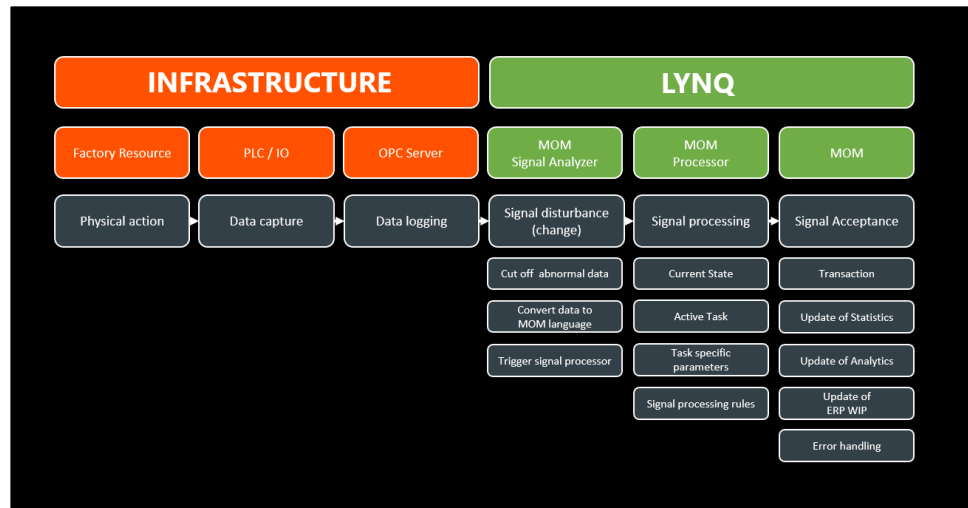 INFRASTRUCTURE
LYNQ
Factory Resource
PLC / IO
OPC Server
MOM
Signal Analyzer
MOM
Processor
MOM
Physical action
Data capture
Data logging
Signal disturbance
(change)
Signal processing
Signal Acceptance
Cut off abnormal data
Current State
Transaction
Convert data to
MOM language
Active Task
Update of Statistics
Trigger signal processor
Task specific
parameters
Update of Analytics
Signal processing rules
Update of
ERP WIP
Error handling